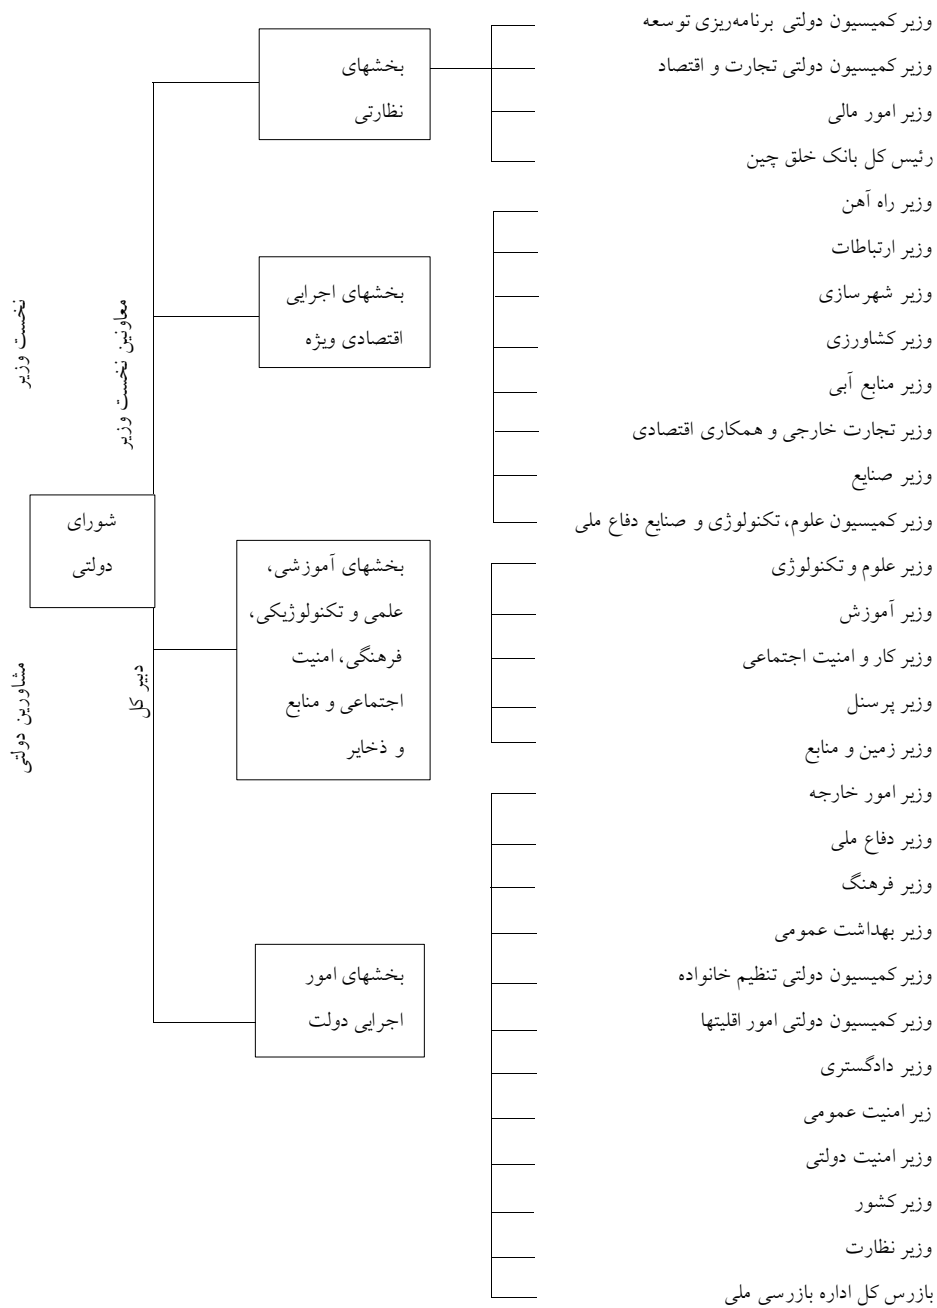 وزیر کمیسیون دولتی برنامه‌ریزی توسعه
وزیر کمیسیون دولتی تجارت و اقتصاد
وزیر امور مالی
رئیس کل بانک خلق چین
بخشهای
نظارتی
وزیر راه آهن
وزیر ارتباطات
وزیر شهرسازی
وزیر کشاورزی
وزیر منابع آبی
وزیر تجارت خارجی و همکاری اقتصادی
وزیر صنایع
وزیر کمیسیون علوم، تکنولوژی و صنایع دفاع ملی
بخشهای اجرایی
اقتصادی ویژه
معاونین نخست وزیر
نخست وزیر
شورای
دولتی
وزیر علوم و تکنولوژی
وزیر آموزش
وزیر کار و امنیت اجتماعی
وزیر پرسنل
وزیر زمین و منابع
بخشهای آموزشی،
علمی و تکنولوژیکی،
فرهنگی، امنیت
اجتماعی و منابع
و ذخایر
دبیر کل
مشاورین دولتی
وزیر امور خارجه
وزیر دفاع ملی
وزیر فرهنگ
وزیر بهداشت عمومی
وزیر کمیسیون دولتی تنظیم خانواده
وزیر کمیسیون دولتی امور اقلیتها
وزیر دادگستری
زیر امنیت عمومی
وزیر امنیت دولتی
وزیر کشور
وزیر نظارت
بازرس کل اداره بازرسی ملی
بخشهای امور
اجرایی دولت